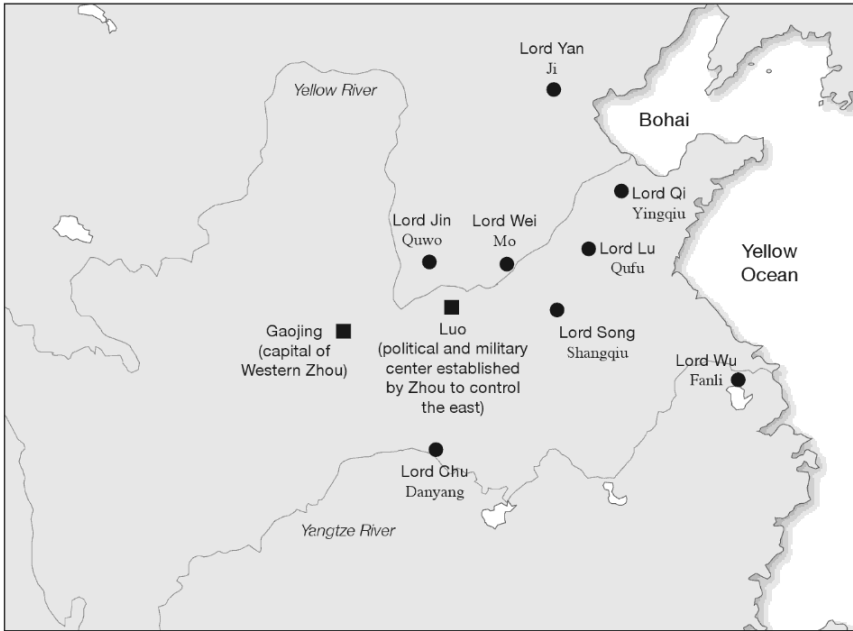 Lord Yan
Ji
Yellow River
Bohai
Lord Qi
Yingqiu
Lord Jin
Quwo
Lord Wei
Mo
Lord Lu
Qufu
Yellow
Ocean
Gaojing
(capital of
Western Zhou)
Luo
(political and military
center established
by Zhou to control
the east)
Lord Song
Shangqiu
Lord Wu
Fanli
Lord Chu
Danyang
Yangtze River